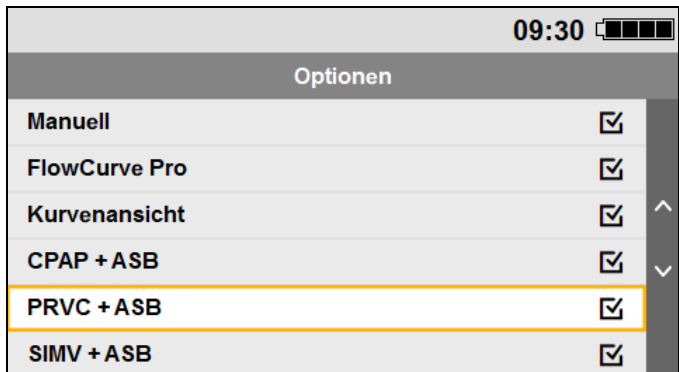 09:30
Optionen
Manuell
FlowCurve Pro
Kurvenansicht
CPAP + ASB
PRVC + ASB
SIMV + ASB